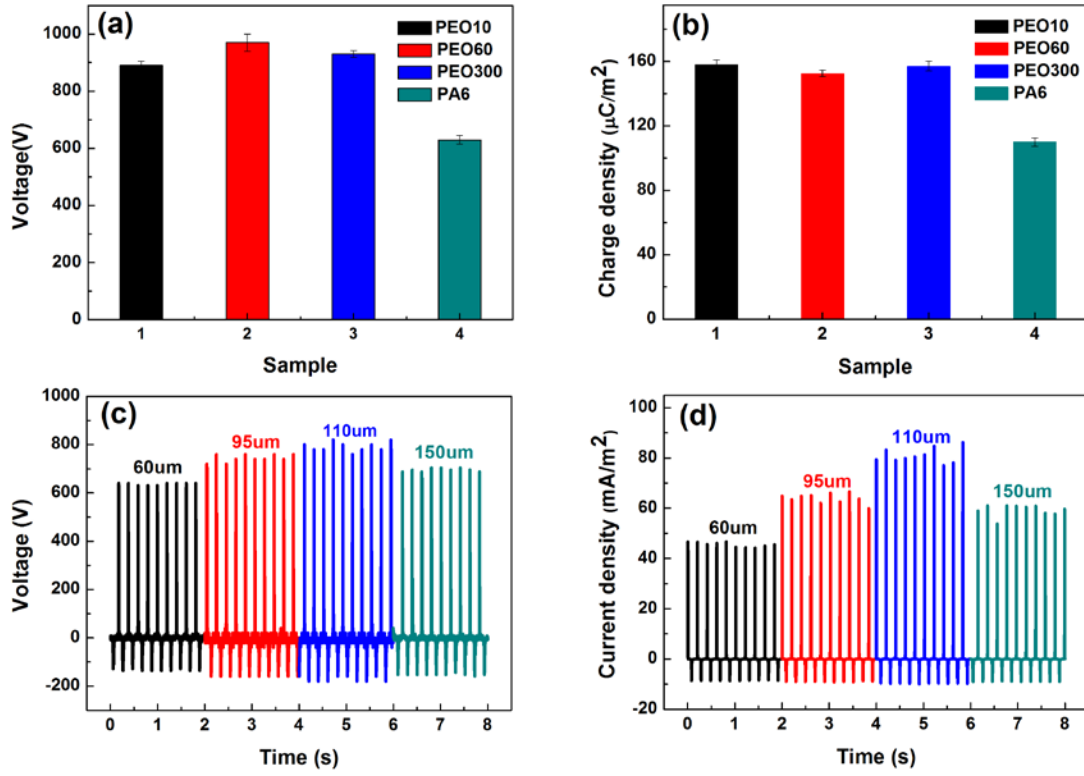 (a)
PEO10
PEO60
PEO300
PA6
1000
800
600
400
200
0
Voltage(V)
1 2 3 4
Sample
(b)
PEO10
PEO60
PEO300
PA6
160
120
80
40
0
Charge density (μC/m²)
1 2 3 4
Sample
(c)
1000
800
600
400
200
0
-200
Voltage (V)
60um
95um
110um
150um
0 1 2 3 4 5 6 7 8
Time (s)
(d)
100
80
60
40
20
0
-20
Current density (mA/m²)
60um
95um
110um
150um
0 1 2 3 4 5 6 7 8
Time (s)